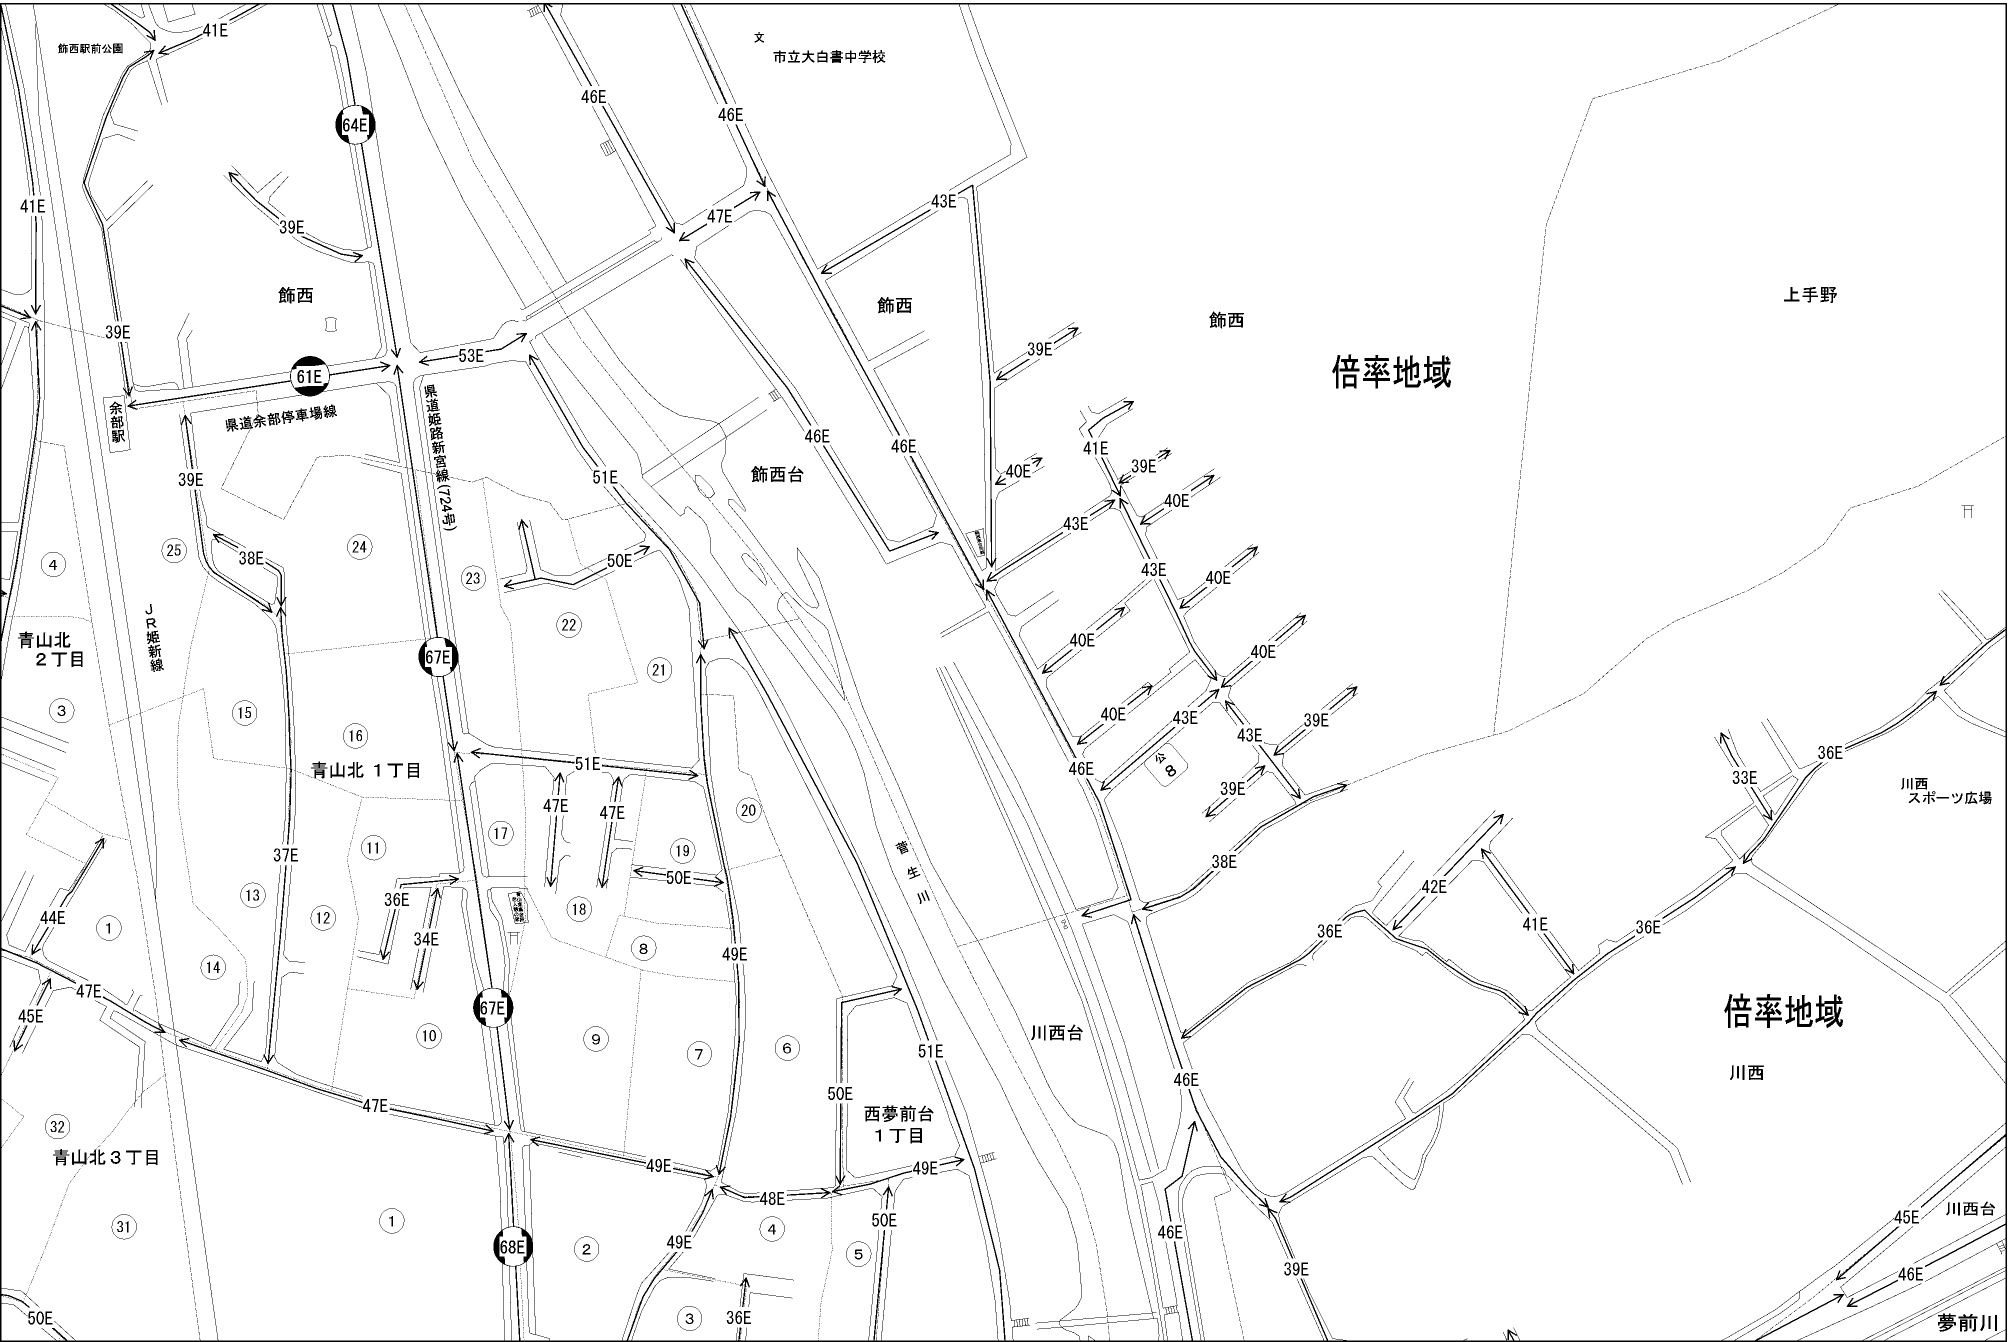 飾西駅前公園
41E
文
市立大白書中学校
46E
46E
64E
41E
39E
47E
43E
飾西
飾西
飾西
上手野
39E
53E
39E
倍率地域
61E
余部駅
県道余部停車場線
県道姫路新宮線(724号)
46E
46E
41E
39E
51E
飾西台
40E
39E
40E
43E
25
38E
24
23
50E
4
43E
40E
22
JR姫新線
青山北
2丁目
67E
40E
40E
21
3
15
16
40E
43E
39E
43E
青山北 1丁目
51E
46E
公
8
36E
33E
川西
スポーツ広場
39E
47E
47E
20
17
11
37E
19
50E
菅生川
38E
42E
36E
13
12
44E
1
34E
18
8
36E
41E
36E
14
49E
47E
45E
67E
10
9
7
6
川西台
51E
倍率地域
川西
46E
50E
47E
32
西夢前台
1丁目
青山北3丁目
49E
49E
48E
31
1
68E
2
49E
4
50E
5
46E
45E
川西台
39E
46E
50E
36E
3
夢前川